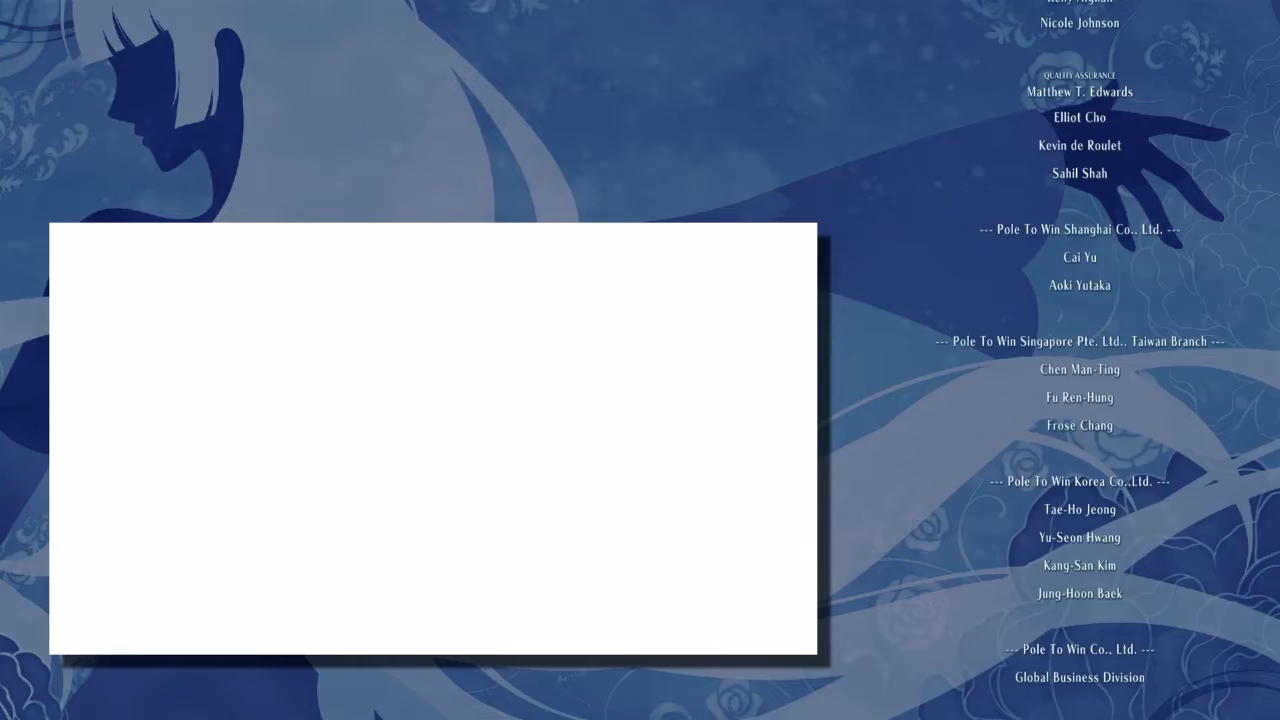 Nicole Johnson
QUALITY ASSURANCE
Matthew T. Edwards
Elliot Cho
Kevin de Roulet
Sahil Shah
--- Pole To Win Shanghai Co., Ltd. ---
Cai Yu
Aoki Yutaka
--- Pole To Win Singapore Pte. Ltd., Taiwan Branch ---
Chen Man-Ting
Fu Ren-Hung
Frose Chang
--- Pole To Win Korea Co.,Ltd. ---
Tae-Ho Jeong
Yu-Seon Hwang
Kang-San Kim
Jung-Hoon Baek
--- Pole To Win Co., Ltd. ---
Global Business Division